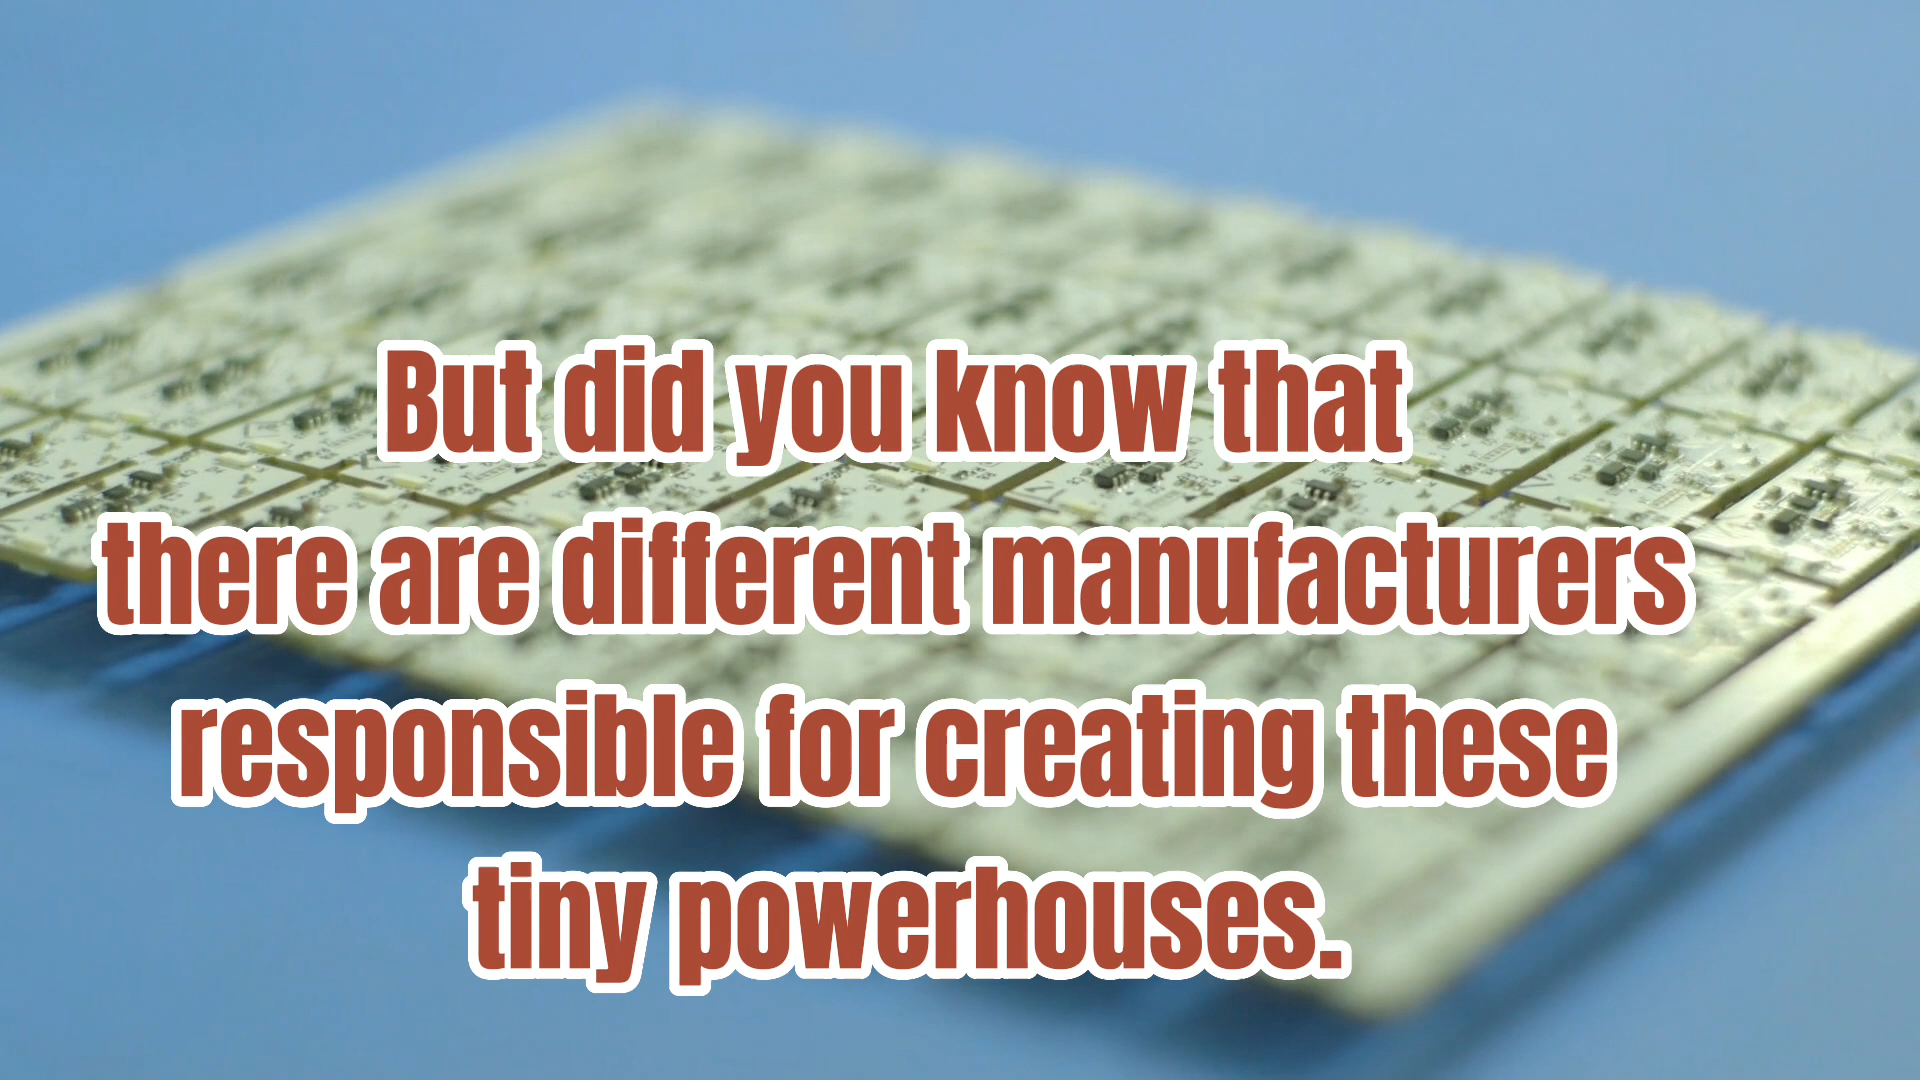 But did you know that
there are different manufacturers
responsible for creating these
tiny powerhouses.